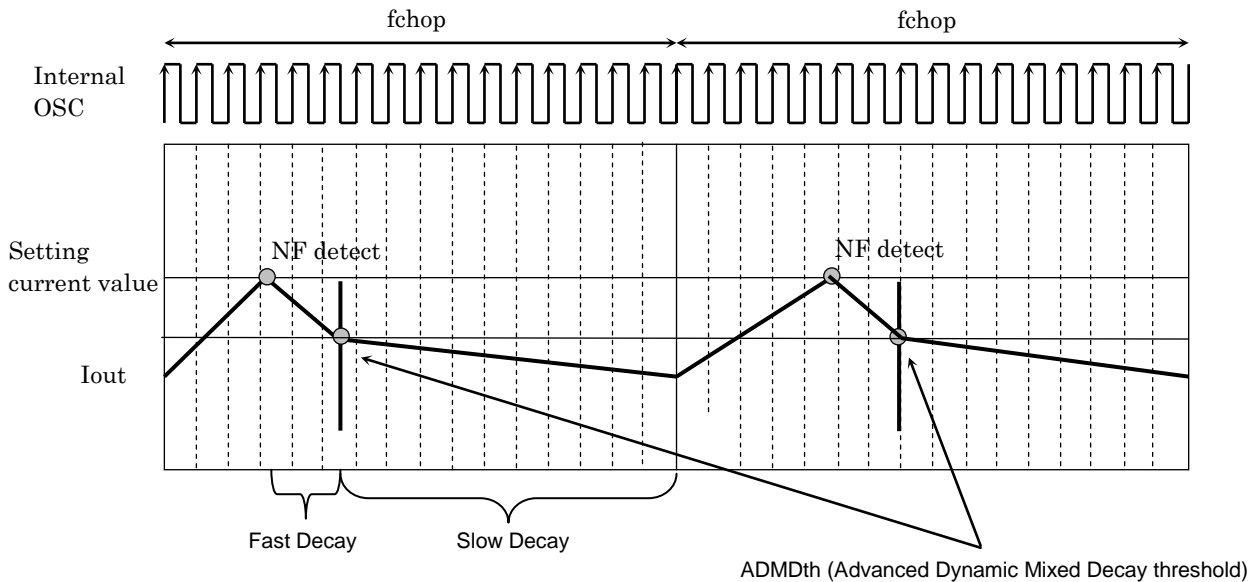 fchop
fchop
Internal
OSC
Setting
current value
NF detect
NF detect
Iout
Fast Decay
Slow Decay
ADMDth (Advanced Dynamic Mixed Decay threshold)